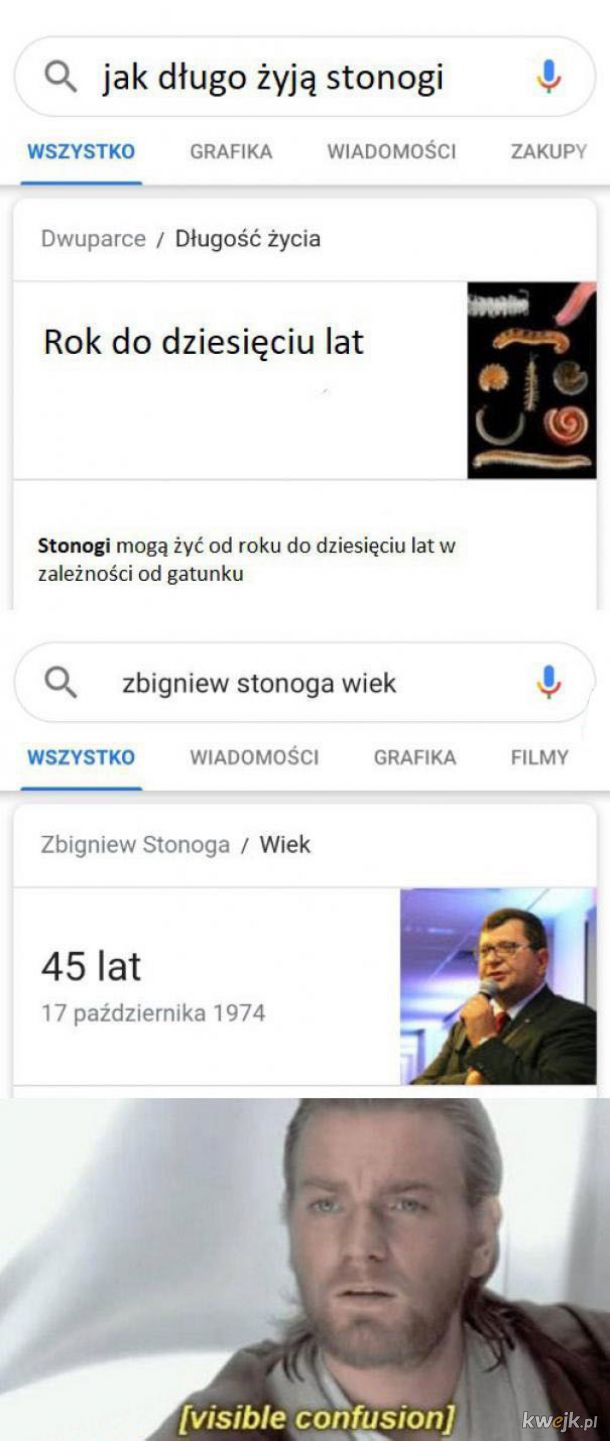 jak długo żyją stonogi
WSZYSTKO GRAFIKA WIADOMOŚCI ZAKUPY
Dwuparce / Długość życia
Rok do dziesięciu lat
Stonogi mogą żyć od roku do dziesięciu lat w
zależności od gatunku
zbigniew stonoga wiek
WSZYSTKO WIADOMOŚCI GRAFIKA FILMY
Zbigniew Stonoga / Wiek
45 lat
17 października 1974
[visible confusion]
kwejk.pl